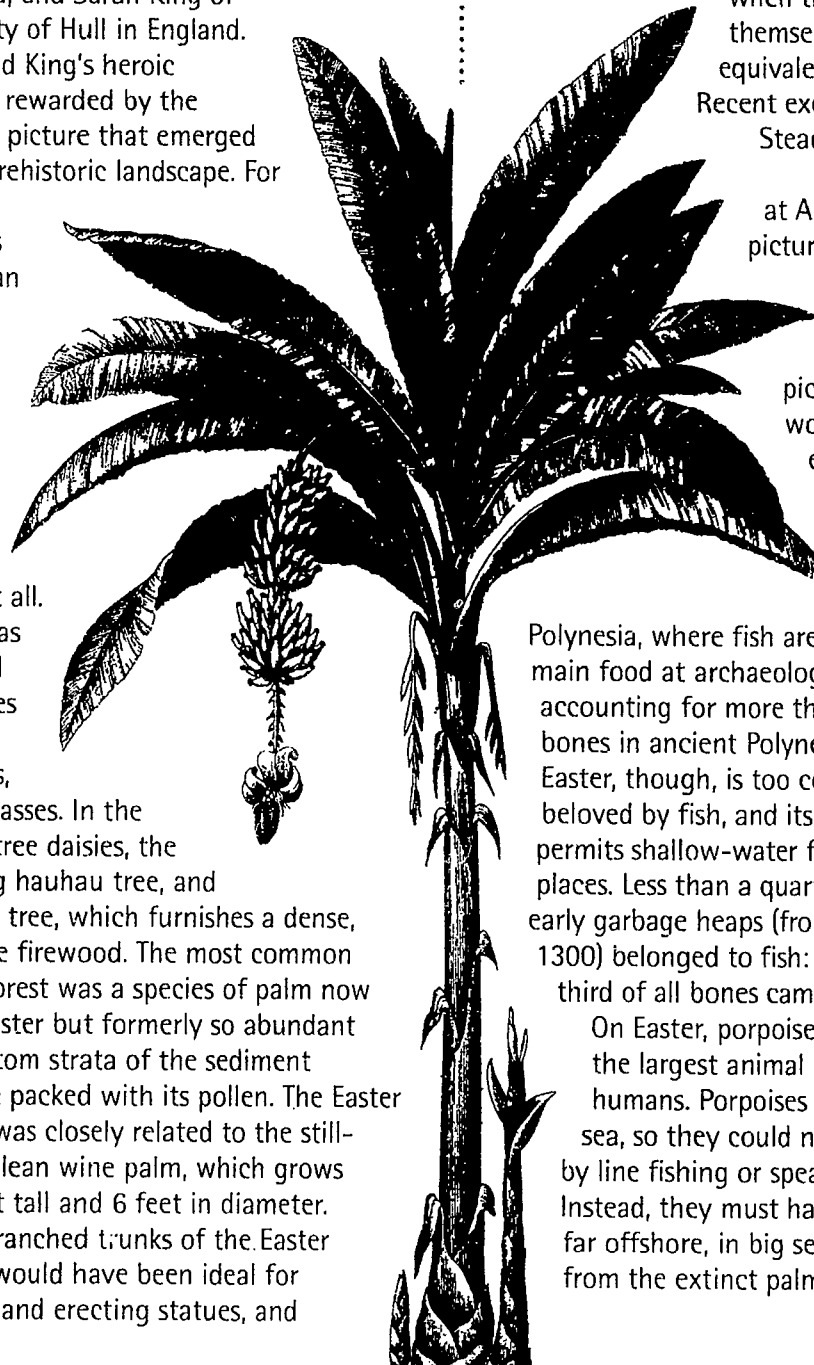 and Sarah King of
ty of Hull in England.
d King's heroic
rewarded by the
picture that emerged
rehistoric landscape. For
s
an
t all.
as
es
s,
asses. In the
tree daisies, the
g hauhau tree, and
tree, which furnishes a dense,
e firewood. The most common
orest was a species of palm now
ster but formerly so abundant
tom strata of the sediment
packed with its pollen. The Easter
was closely related to the still-
lean wine palm, which grows
t tall and 6 feet in diameter.
ranched trunks of the Easter
would have been ideal for
and erecting statues, and
when t
themse
equivale
Recent exc
Stead
at A
pictur
pic
wo
e
Polynesia, where fish are
main food at archaeolog
accounting for more th
bones in ancient Polyne
Easter, though, is too co
beloved by fish, and its
permits shallow-water f
places. Less than a quar
early garbage heaps (fro
1300) belonged to fish:
third of all bones cam
On Easter, porpoise
the largest animal
humans. Porpoises
sea, so they could n
by line fishing or spea
Instead, they must ha
far offshore, in big se
from the extinct palm